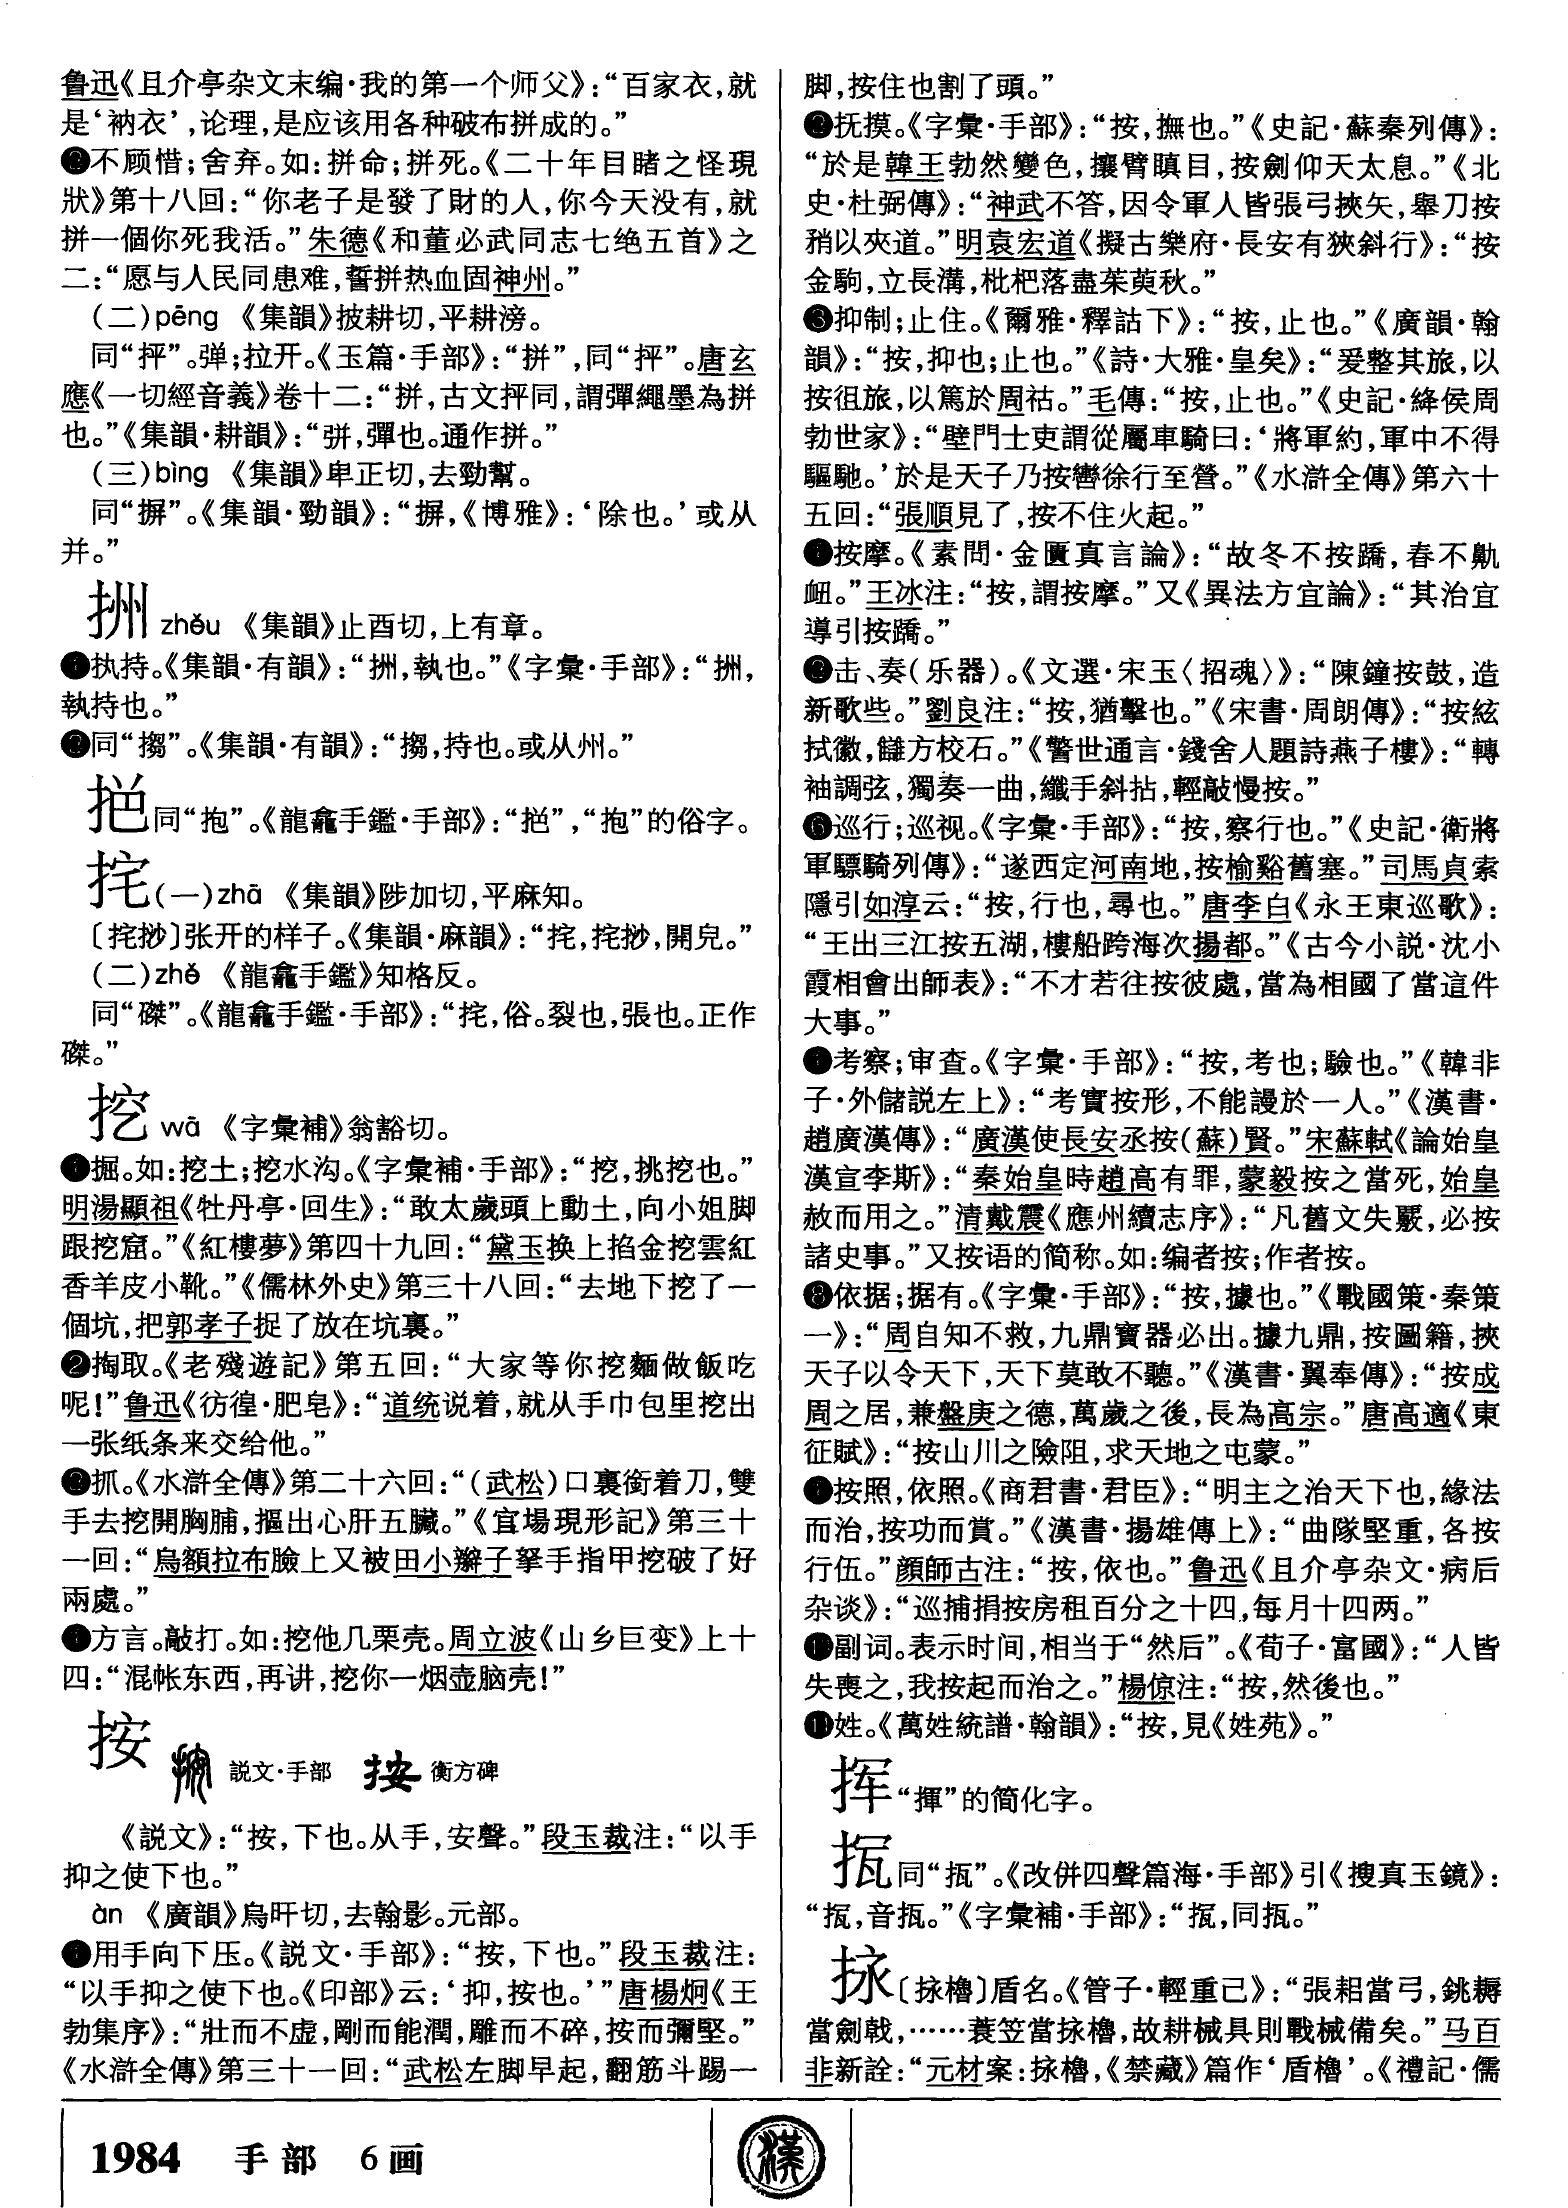 鲁迅《且介亭杂文末编·我的第一个师父》：“百家衣，就
是‘衲衣’，论理，是应该用各种破布拼成的。”
❷不顾惜；舍弃。如：拼命；拼死。《二十年目睹之怪現
狀》第十八回：“你老子是發了財的人，你今天没有，就
拼一個你死我活。”朱德《和董必武同志七绝五首》之
二：“愿与人民同患难，誓拼热血固神州。”
（二）pēng 《集韻》披耕切，平耕滂。
同“抨”。弹；拉开。《玉篇·手部》：“拼”，同“抨”。唐玄
應《一切經音義》卷十二：“拼，古文抨同，謂彈繩墨為拼
也。”《集韻·耕韻》：“弸，彈也。通作拼。”
（三）bìng 《集韻》卑正切，去勁幫。
同“摒”。《集韻·勁韻》：“摒，《博雅》：‘除也。’或从
并。”
㧣 zhǒu 《集韻》止酉切，上有章。
❶执持。《集韻·有韻》：“㧣，執也。”《字彙·手部》：“㧣，
執持也。”
❷同“搊”。《集韻·有韻》：“搊，持也。或从州。”
同“抱”。《龍龕手鑑·手部》：“”，“抱”的俗字。
挓（一）zhā 《集韻》陟加切，平麻知。
〔挓挱〕张开的样子。《集韻·麻韻》：“挓，挓挱，開皃。”
（二）zhě 《龍龕手鑑》知格反。
同“磔”。《龍龕手鑑·手部》：“挓，俗。裂也，張也。正作
磔。”
挖 wā 《字彙補》翁豁切。
❶掘。如：挖土；挖水沟。《字彙補·手部》：“挖，挑挖也。”
明湯顯祖《牡丹亭·回生》：“敢太歲頭上動土，向小姐脚
跟挖窟。”《紅樓夢》第四十九回：“黛玉换上掐金挖雲紅
香羊皮小靴。”《儒林外史》第三十八回：“去地下挖了一
個坑，把郭孝子捉了放在坑裏。”
❷掏取。《老殘遊記》第五回：“大家等你挖麵做飯吃
呢！”鲁迅《彷徨·肥皂》：“道统说着，就从手巾包里挖出
一张纸条来交给他。”
❸抓。《水滸全傳》第二十六回：“（武松）口裏銜着刀，雙
手去挖開胸脯，摳出心肝五臟。”《官場現形記》第三十
一回：“烏額拉布臉上又被田小辮子拏手指甲挖破了好
兩處。”
❹方言。敲打。如：挖他几栗壳。周立波《山乡巨变》上十
四：“混帐东西，再讲，挖你一烟壶脑壳！”
按 説文·手部 按 衡方碑
《説文》：“按，下也。从手，安聲。”段玉裁注：“以手
抑之使下也。”
àn 《廣韻》烏旰切，去翰影。元部。
❶用手向下压。《説文·手部》：“按，下也。”段玉裁注：
“以手抑之使下也。《印部》云：‘抑，按也。’”唐楊炯《王
勃集序》：“壯而不虚，剛而能潤，雕而不碎，按而彌堅。”
《水滸全傳》第三十一回：“武松左脚早起，翻筋斗踢一
脚，按住也割了頭。”
❷抚摸。《字彙·手部》：“按，撫也。”《史記·蘇秦列傳》：
“於是韓王勃然變色，攘臂瞋目，按劍仰天太息。”《北
史·杜弼傳》：“神武不答，因令軍人皆張弓挾矢，舉刀按
矟以夾道。”明袁宏道《擬古樂府·長安有狹斜行》：“按
金駒，立長溝，枇杷落盡茱萸秋。”
❸抑制；止住。《爾雅·釋詁下》：“按，止也。”《廣韻·翰
韻》：“按，抑也；止也。”《詩·大雅·皇矣》：“爰整其旅，以
按徂旅，以篤於周祜。”毛傳：“按，止也。”《史記·絳侯周
勃世家》：“壁門士吏謂從屬車騎曰：‘將軍約，軍中不得
驅馳。’於是天子乃按轡徐行至營。”《水滸全傳》第六十
五回：“張順見了，按不住火起。”
❹按摩。《素問·金匱真言論》：“故冬不按蹻，春不鼽
衄。”王冰注：“按，謂按摩。”又《異法方宜論》：“其治宜
導引按蹻。”
❺击、奏（乐器）。《文選·宋玉〈招魂〉》：“陳鐘按鼓，造
新歌些。”劉良注：“按，猶擊也。”《宋書·周朗傳》：“按絃
拭徽，讎方校石。”《警世通言·錢舍人題詩燕子樓》：“轉
袖調弦，獨奏一曲，纖手斜拈，輕敲慢按。”
❻巡行；巡视。《字彙·手部》：“按，察行也。”《史記·衛將
軍驃騎列傳》：“遂西定河南地，按榆谿舊塞。”司馬貞索
隱引如淳云：“按，行也，尋也。”唐李白《永王東巡歌》：
“王出三江按五湖，樓船跨海次揚都。”《古今小説·沈小
霞相會出師表》：“不才若往按彼處，當為相國了當這件
大事。”
❼考察；审查。《字彙·手部》：“按，考也；驗也。”《韓非
子·外儲説左上》：“考實按形，不能謾於一人。”《漢書·
趙廣漢傳》：“廣漢使長安丞按（蘇）賢。”宋蘇軾《論始皇
漢宣李斯》：“秦始皇時趙高有罪，蒙毅按之當死，始皇
赦而用之。”清戴震《應州續志序》：“凡舊文失覈，必按
諸史事。”又按语的简称。如：编者按；作者按。
❽依据；据有。《字彙·手部》：“按，據也。”《戰國策·秦策
一》：“周自知不救，九鼎寶器必出。據九鼎，按圖籍，挾
天子以令天下，天下莫敢不聽。”《漢書·翼奉傳》：“按成
周之居，兼盤庚之德，萬歲之後，長為高宗。”唐高適《東
征賦》：“按山川之險阻，求天地之屯蒙。”
❾按照，依照。《商君書·君臣》：“明主之治天下也，緣法
而治，按功而賞。”《漢書·揚雄傳上》：“曲隊堅重，各按
行伍。”顔師古注：“按，依也。”鲁迅《且介亭杂文·病后
杂谈》：“巡捕捐按房租百分之十四，每月十四两。”
❿副词。表示时间，相当于“然后”。《荀子·富國》：“人皆
失喪之，我按起而治之。”楊倞注：“按，然後也。”
⓫姓。《萬姓統譜·翰韻》：“按，見《姓苑》。”
挥“揮”的简化字。
同“㧚”。《改併四聲篇海·手部》引《搜真玉鏡》：
《字彙補·手部》：
㧲〔㧲櫓〕盾名。《管子·輕重己》：“張耜當弓，銚耨
當劍戟，……蓑笠當㧲櫓，故耕械具則戰械備矣。”马百
非新詮：“元材案：㧲櫓，《禁藏》篇作‘盾櫓’。《禮記·儒
1984 手部 6画
漢